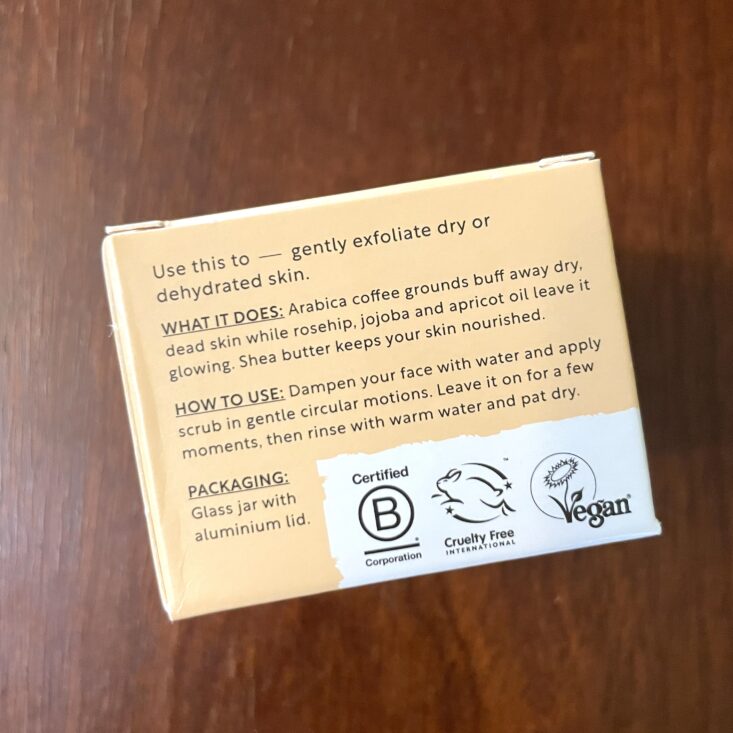 Use this to — gently exfoliate dry or
dehydrated skin.
WHAT IT DOES: Arabica coffee grounds buff away dry,
dead skin while rosehip, jojoba and apricot oil leave it
glowing. Shea butter keeps your skin nourished.
HOW TO USE: Dampen your face with water and apply
scrub in gentle circular motions. Leave it on for a few
moments, then rinse with warm water and pat dry.
PACKAGING:
Glass jar with
aluminium lid.
Certified
B
®
Corporation
™
Cruelty Free
INTERNATIONAL
Vegan®